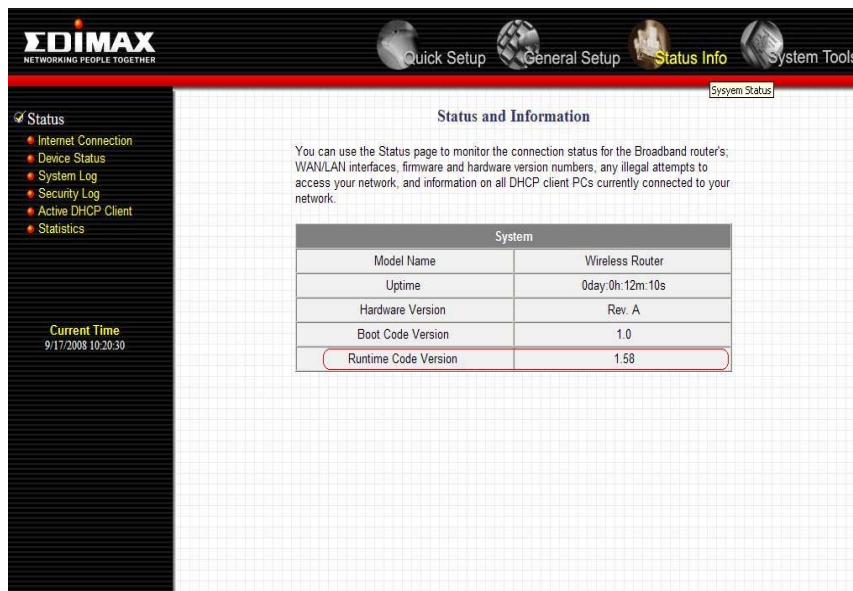 EDIMAX
NETWORKING PEOPLE TOGETHER
Quick Setup
General Setup
Status Info
System Tools
Sysyem Status
Status
Internet Connection
Device Status
System Log
Security Log
Active DHCP Client
Statistics
Current Time
9/17/2008 10:20:30
Status and Information
You can use the Status page to monitor the connection status for the Broadband router's;
WAN/LAN interfaces, firmware and hardware version numbers, any illegal attempts to
access your network, and information on all DHCP client PCs currently connected to your
network.
System
Model Name Wireless Router
Uptime 0day:0h:12m:10s
Hardware Version Rev. A
Boot Code Version 1.0
Runtime Code Version 1.58